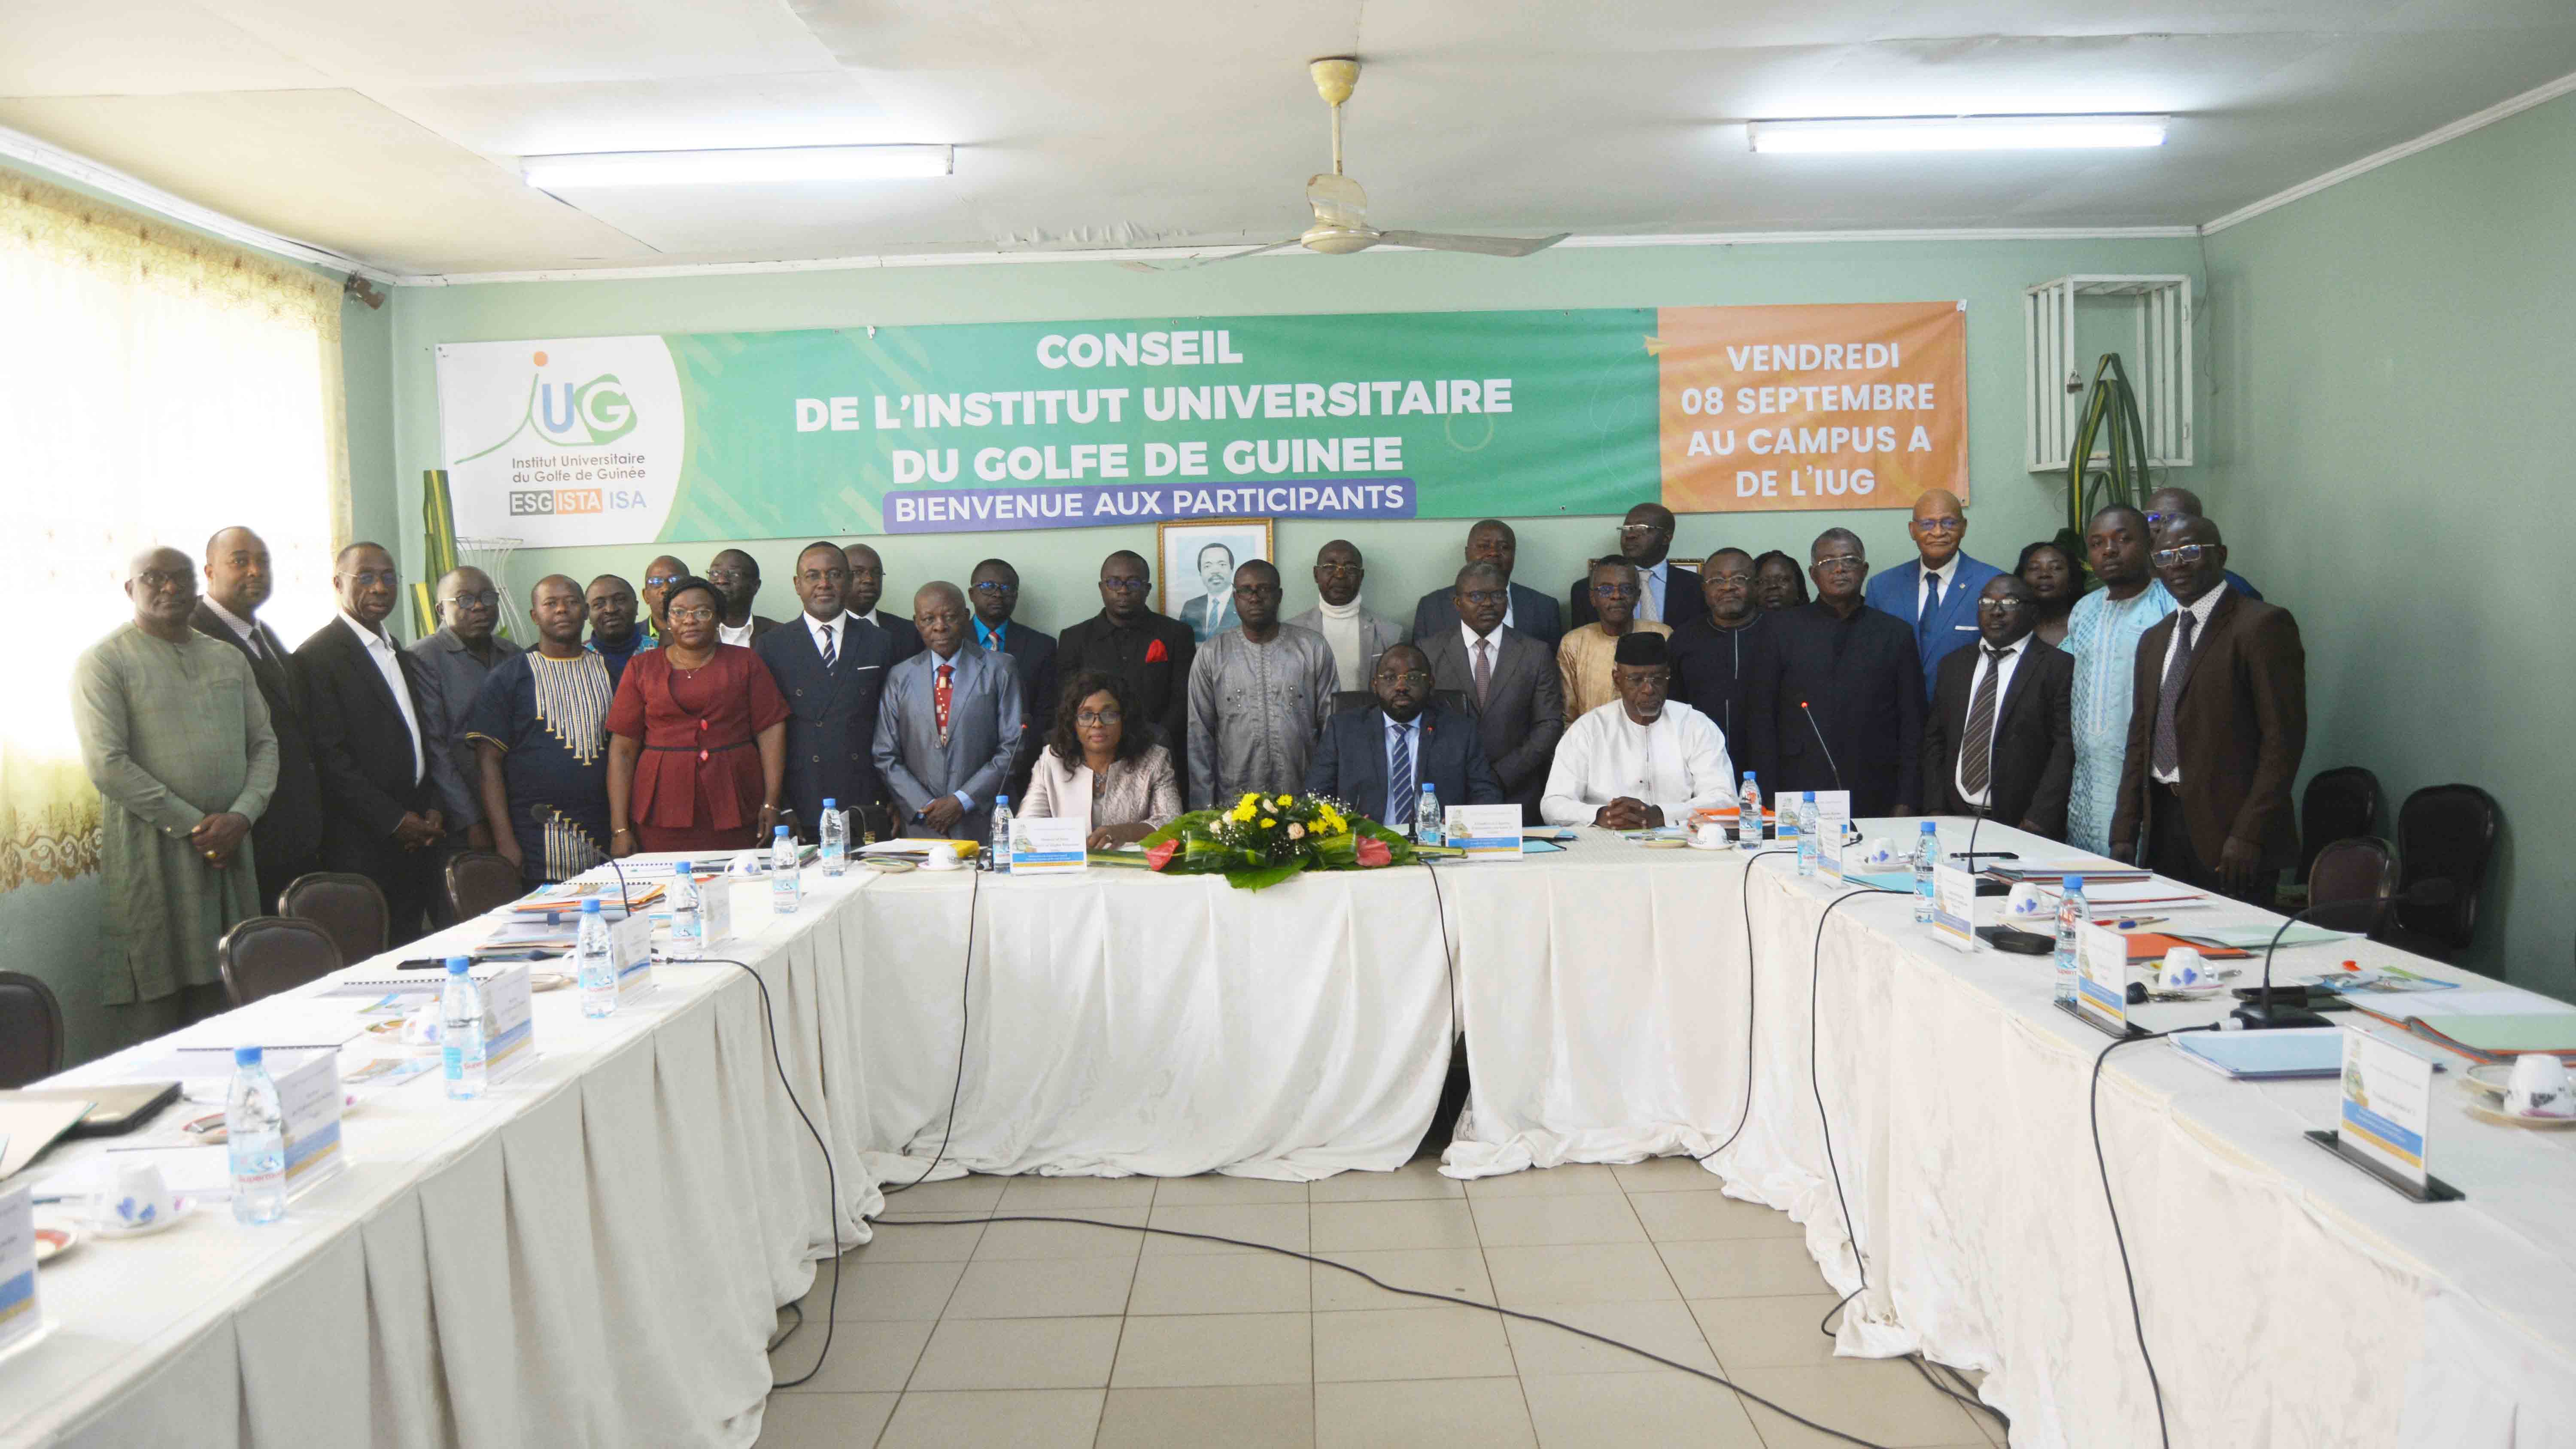 iUG
Institut Universitaire
du Golfe de Guinée
ESG ISTA ISA
CONSEIL
DE L'INSTITUT UNIVERSITAIRE
DU GOLFE DE GUINEE
BIENVENUE AUX PARTICIPANTS
VENDREDI
08 SEPTEMBRE
AU CAMPUS A
DE L'IUG